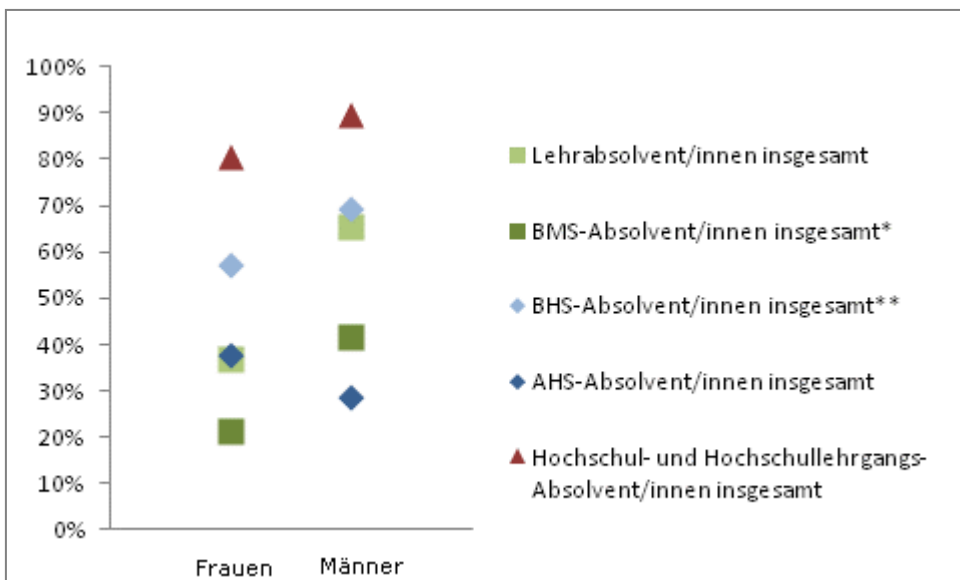 100%
90%
80%
70%
60%
50%
40%
30%
20%
10%
0%
Frauen Männer
Lehrabsolvent/innen insgesamt
BMS-Absolvent/innen insgesamt*
BHS-Absolvent/innen insgesamt**
AHS-Absolvent/innen insgesamt
Hochschul- und Hochschullehrgangs-
Absolvent/innen insgesamt